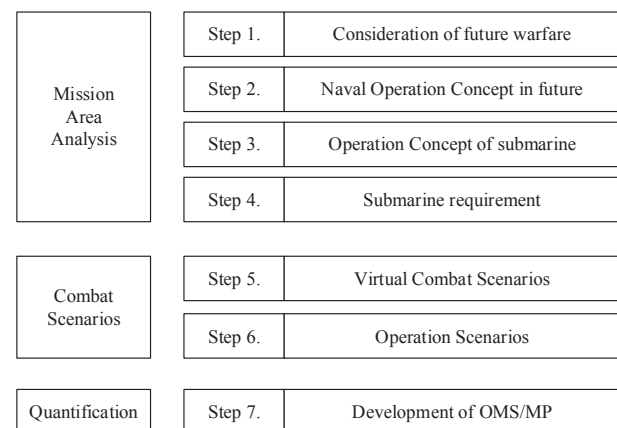 Mission
Area
Analysis
Step 1. Consideration of future warfare
Step 2. Naval Operation Concept in future
Step 3. Operation Concept of submarine
Step 4. Submarine requirement
Combat
Scenarios
Step 5. Virtual Combat Scenarios
Step 6. Operation Scenarios
Quantification
Step 7. Development of OMS/MP